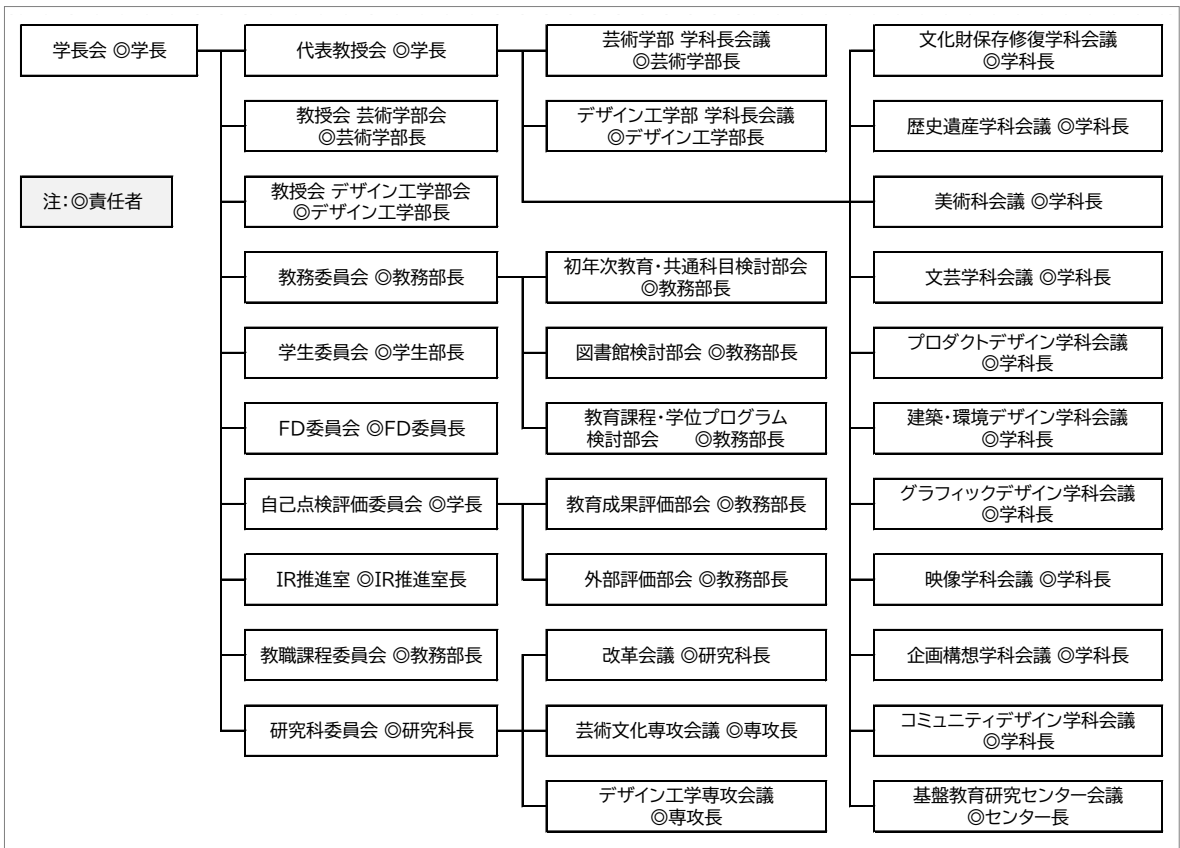 学長会 ◎学長
注：◎責任者
代表教授会 ◎学長
教授会 芸術学部会
◎芸術学部長
教授会 デザイン工学部会
◎デザイン工学部長
教務委員会 ◎教務部長
学生委員会 ◎学生部長
FD委員会 ◎FD委員長
自己点検評価委員会 ◎学長
IR推進室 ◎IR推進室長
教職課程委員会 ◎教務部長
研究科委員会 ◎研究科長
芸術学部 学科長会議
◎芸術学部長
デザイン工学部 学科長会議
◎デザイン工学部長
初年次教育・共通科目検討部会
◎教務部長
図書館検討部会 ◎教務部長
教育課程・学位プログラム
検討部会　　◎教務部長
教育成果評価部会 ◎教務部長
外部評価部会 ◎教務部長
改革会議 ◎研究科長
芸術文化専攻会議 ◎専攻長
デザイン工学専攻会議
◎専攻長
文化財保存修復学科会議
◎学科長
歴史遺産学科会議 ◎学科長
美術科会議 ◎学科長
文芸学科会議 ◎学科長
プロダクトデザイン学科会議
◎学科長
建築・環境デザイン学科会議
◎学科長
グラフィックデザイン学科会議
◎学科長
映像学科会議 ◎学科長
企画構想学科会議 ◎学科長
コミュニティデザイン学科会議
◎学科長
基盤教育研究センター会議
◎センター長